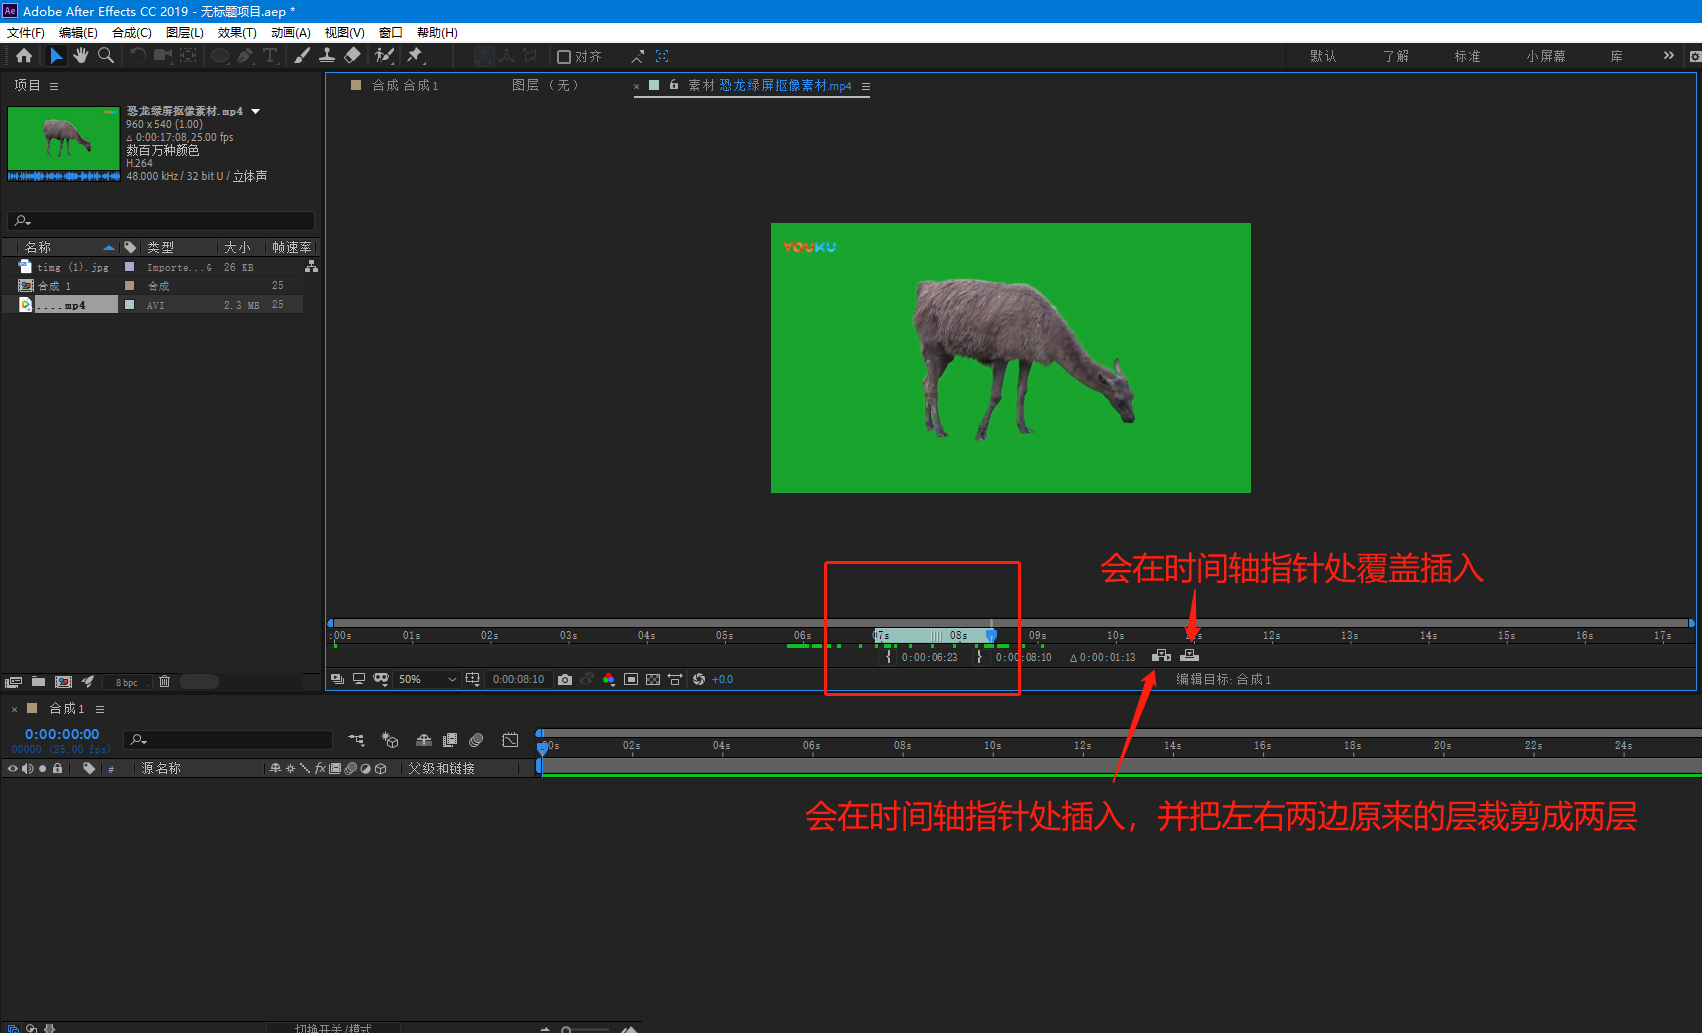 Ae Adobe After Effects CC 2019 - 无标题项目.aep *
文件(F) 编辑(E) 合成(C) 图层(L) 效果(T) 动画(A) 视图(V) 窗口 帮助(H)
对齐 默认 了解 标准 小屏幕 库
项目
合成 合成 1 图层 (无) × 素材 恐龙绿屏抠像素材.mp4
恐龙绿屏抠像素材.mp4
960 x 540 (1.00)
Δ 0:00:17:08, 25.00 fps
数百万种颜色
H.264
48.000 kHz / 32 bit U / 立体声
YOUKU
名称 类型 大小 帧速率
timg (1).jpg Importe...G 26 KB
合成 1 合成 25
....mp4 AVI 2.3 MB 25
会在时间轴指针处覆盖插入
:00s 01s 02s 03s 04s 05s 06s 07s 08s 09s 10s 12s 13s 14s 15s 16s 17s
{ 0:00:06:23 } 0:00:08:10 Δ 0:00:01:13
50% 0:00:08:10 +0.0 编辑目标: 合成 1
8 bpc
会在时间轴指针处插入，并把左右两边原来的层裁剪成两层
× 合成 1
0:00:00:00
00000 (25.00 fps)
:00s 02s 04s 06s 08s 10s 12s 14s 16s 18s 20s 22s 24s
# 源名称 fx 父级和链接
切换开关/模式